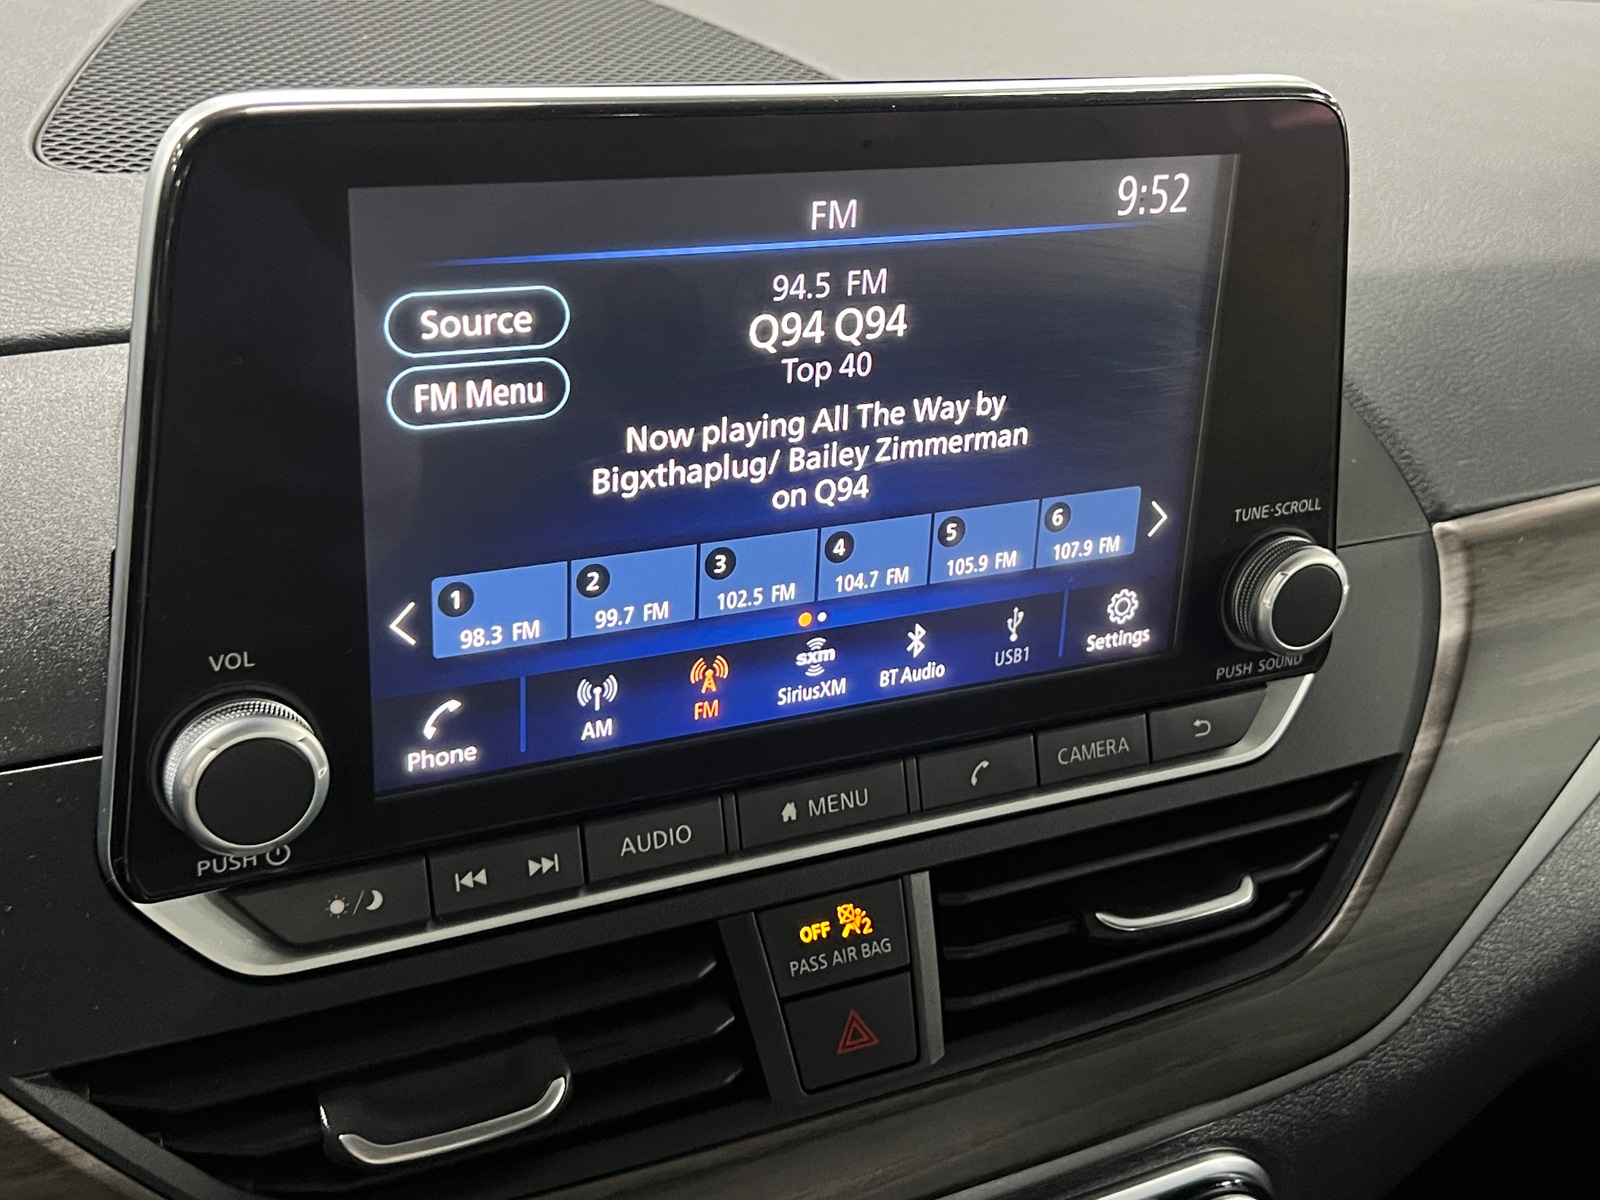 FM
9:52
Source
FM Menu
94.5 FM
Q94 Q94
Top 40
Now playing All The Way by
Bigxthaplug/ Bailey Zimmerman
on Q94
1
98.3 FM
2
99.7 FM
3
102.5 FM
4
104.7 FM
5
105.9 FM
6
107.9 FM
Phone
AM
FM
sxm
SiriusXM
BT Audio
USB1
Settings
VOL
PUSH
TUNE·SCROLL
PUSH SOUND
AUDIO
MENU
CAMERA
OFF 2
PASS AIR BAG